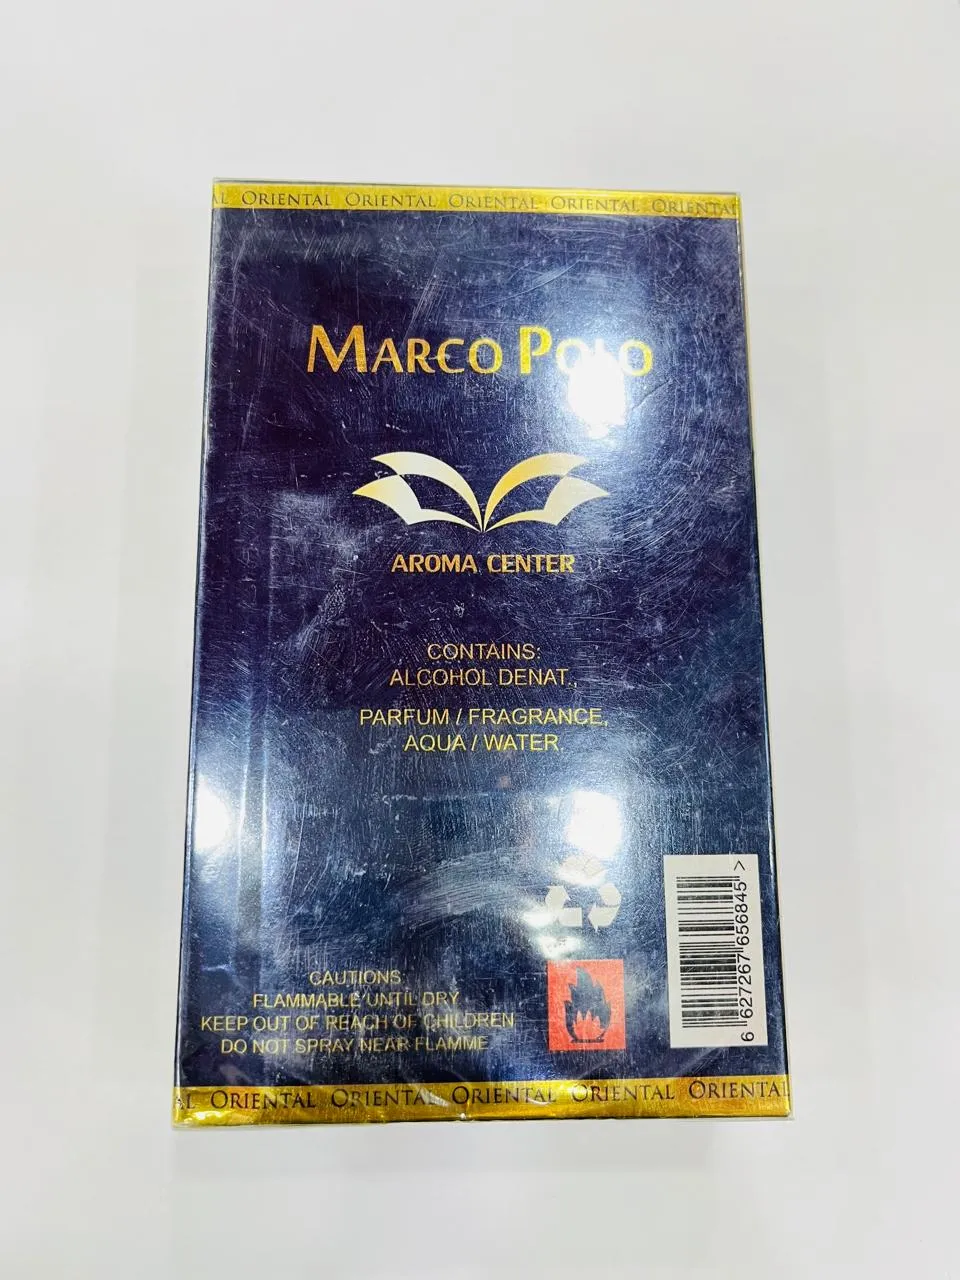 AL ORIENTAL ORIENTAL ORIENTAL ORIENTAL ORIENTAL
MARCO POLO
AROMA CENTER
CONTAINS:
ALCOHOL DENAT.,
PARFUM / FRAGRANCE,
AQUA / WATER.
6 627267 656845 >
CAUTIONS:
FLAMMABLE UNTIL DRY
KEEP OUT OF REACH OF CHILDREN
DO NOT SPRAY NEAR FLAMME
AL ORIENTAL ORIENTAL ORIENTAL ORIENTAL ORIENTAL